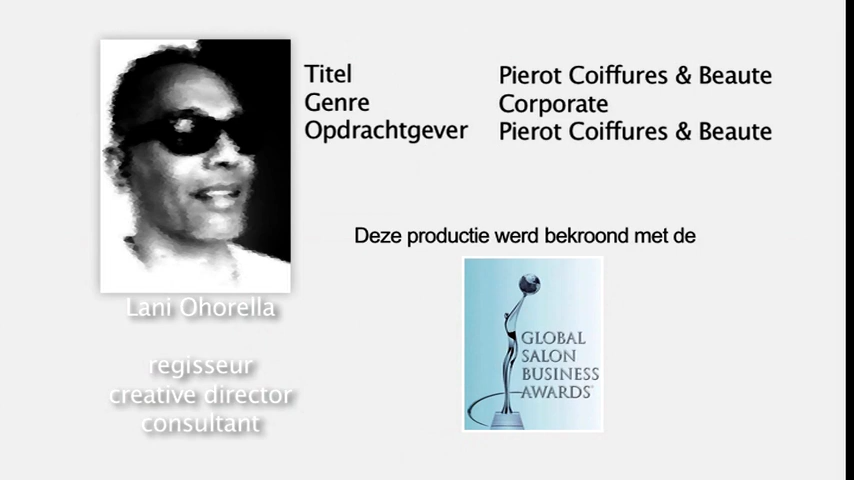 Titel Pierot Coiffures & Beaute
Genre Corporate
Opdrachtgever Pierot Coiffures & Beaute
Deze productie werd bekroond met de
GLOBAL
SALON
BUSINESS
AWARDS
Lani Ohorella
regisseur
creative director
consultant